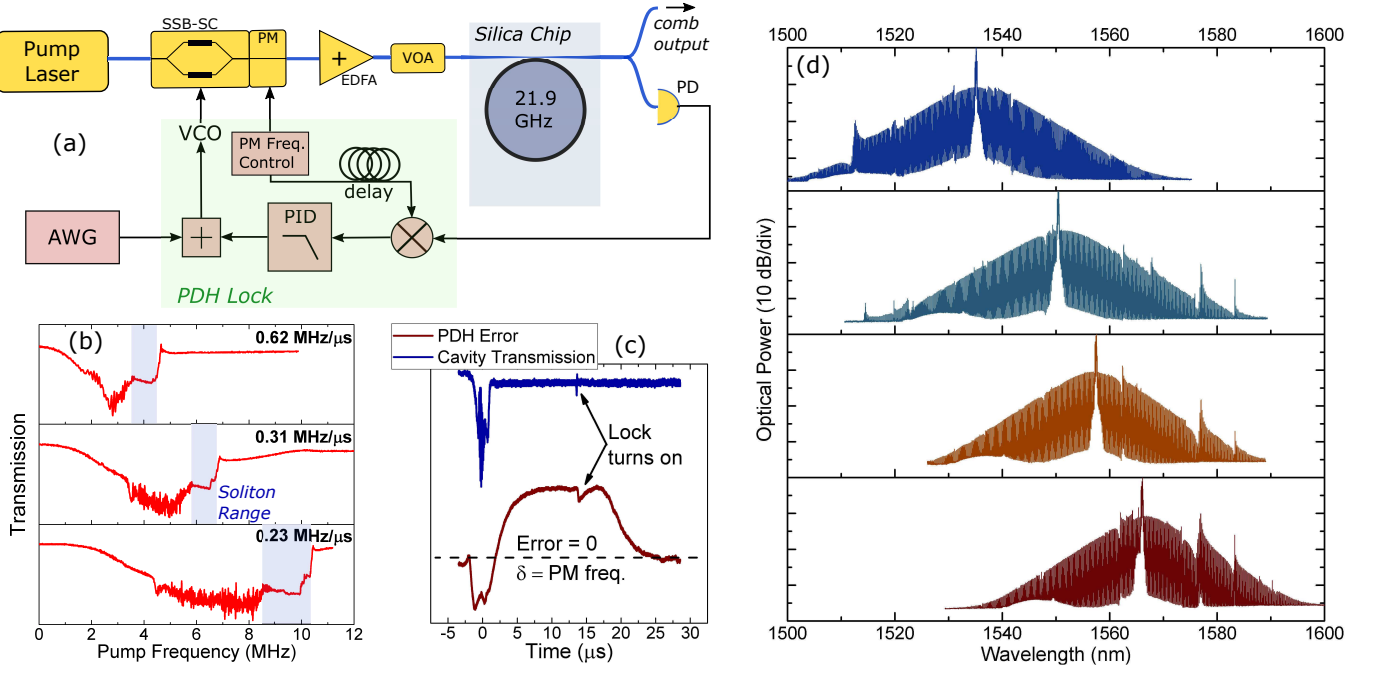 (a)
Pump
Laser
SSB-SC
PM
+
EDFA
VOA
Silica Chip
21.9
GHz
comb
output
PD
VCO
PM Freq.
Control
delay
AWG
+
PID
PDH Lock
(b)
0.62 MHz/μs
0.31 MHz/μs
Soliton
Range
0.23 MHz/μs
Transmission
0 2 4 6 8 10 12
Pump Frequency (MHz)
PDH Error
Cavity Transmission
(c)
Lock
turns on
Error = 0
δ = PM freq.
-5 0 5 10 15 20 25 30
Time (μs)
1500 1520 1540 1560 1580 1600
(d)
Optical Power (10 dB/div)
1500 1520 1540 1560 1580 1600
Wavelength (nm)